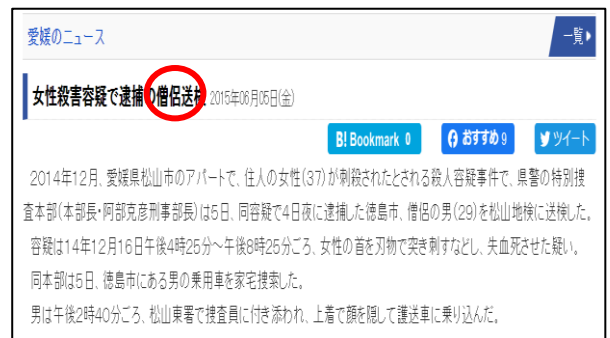 愛媛のニュース
一覧
女性殺害容疑で逮捕の僧侶送検 2015年06月05日(金)
B! Bookmark 0
おすすめ 9
ツイート
2014年12月、愛媛県松山市のアパートで、住人の女性(37)が刺殺されたとされる殺人容疑事件で、県警の特別捜
査本部(本部長・阿部克彦刑事部長)は5日、同容疑で4日夜に逮捕した徳島市、僧侶の男(29)を松山地検に送検した。
容疑は14年12月16日午後4時25分～午後8時25分ごろ、女性の首を刃物で突き刺すなどし、失血死させた疑い。
同本部は5日、徳島市にある男の乗用車を家宅捜索した。
男は午後2時40分ごろ、松山東署で捜査員に付き添われ、上着で顔を隠して護送車に乗り込んだ。